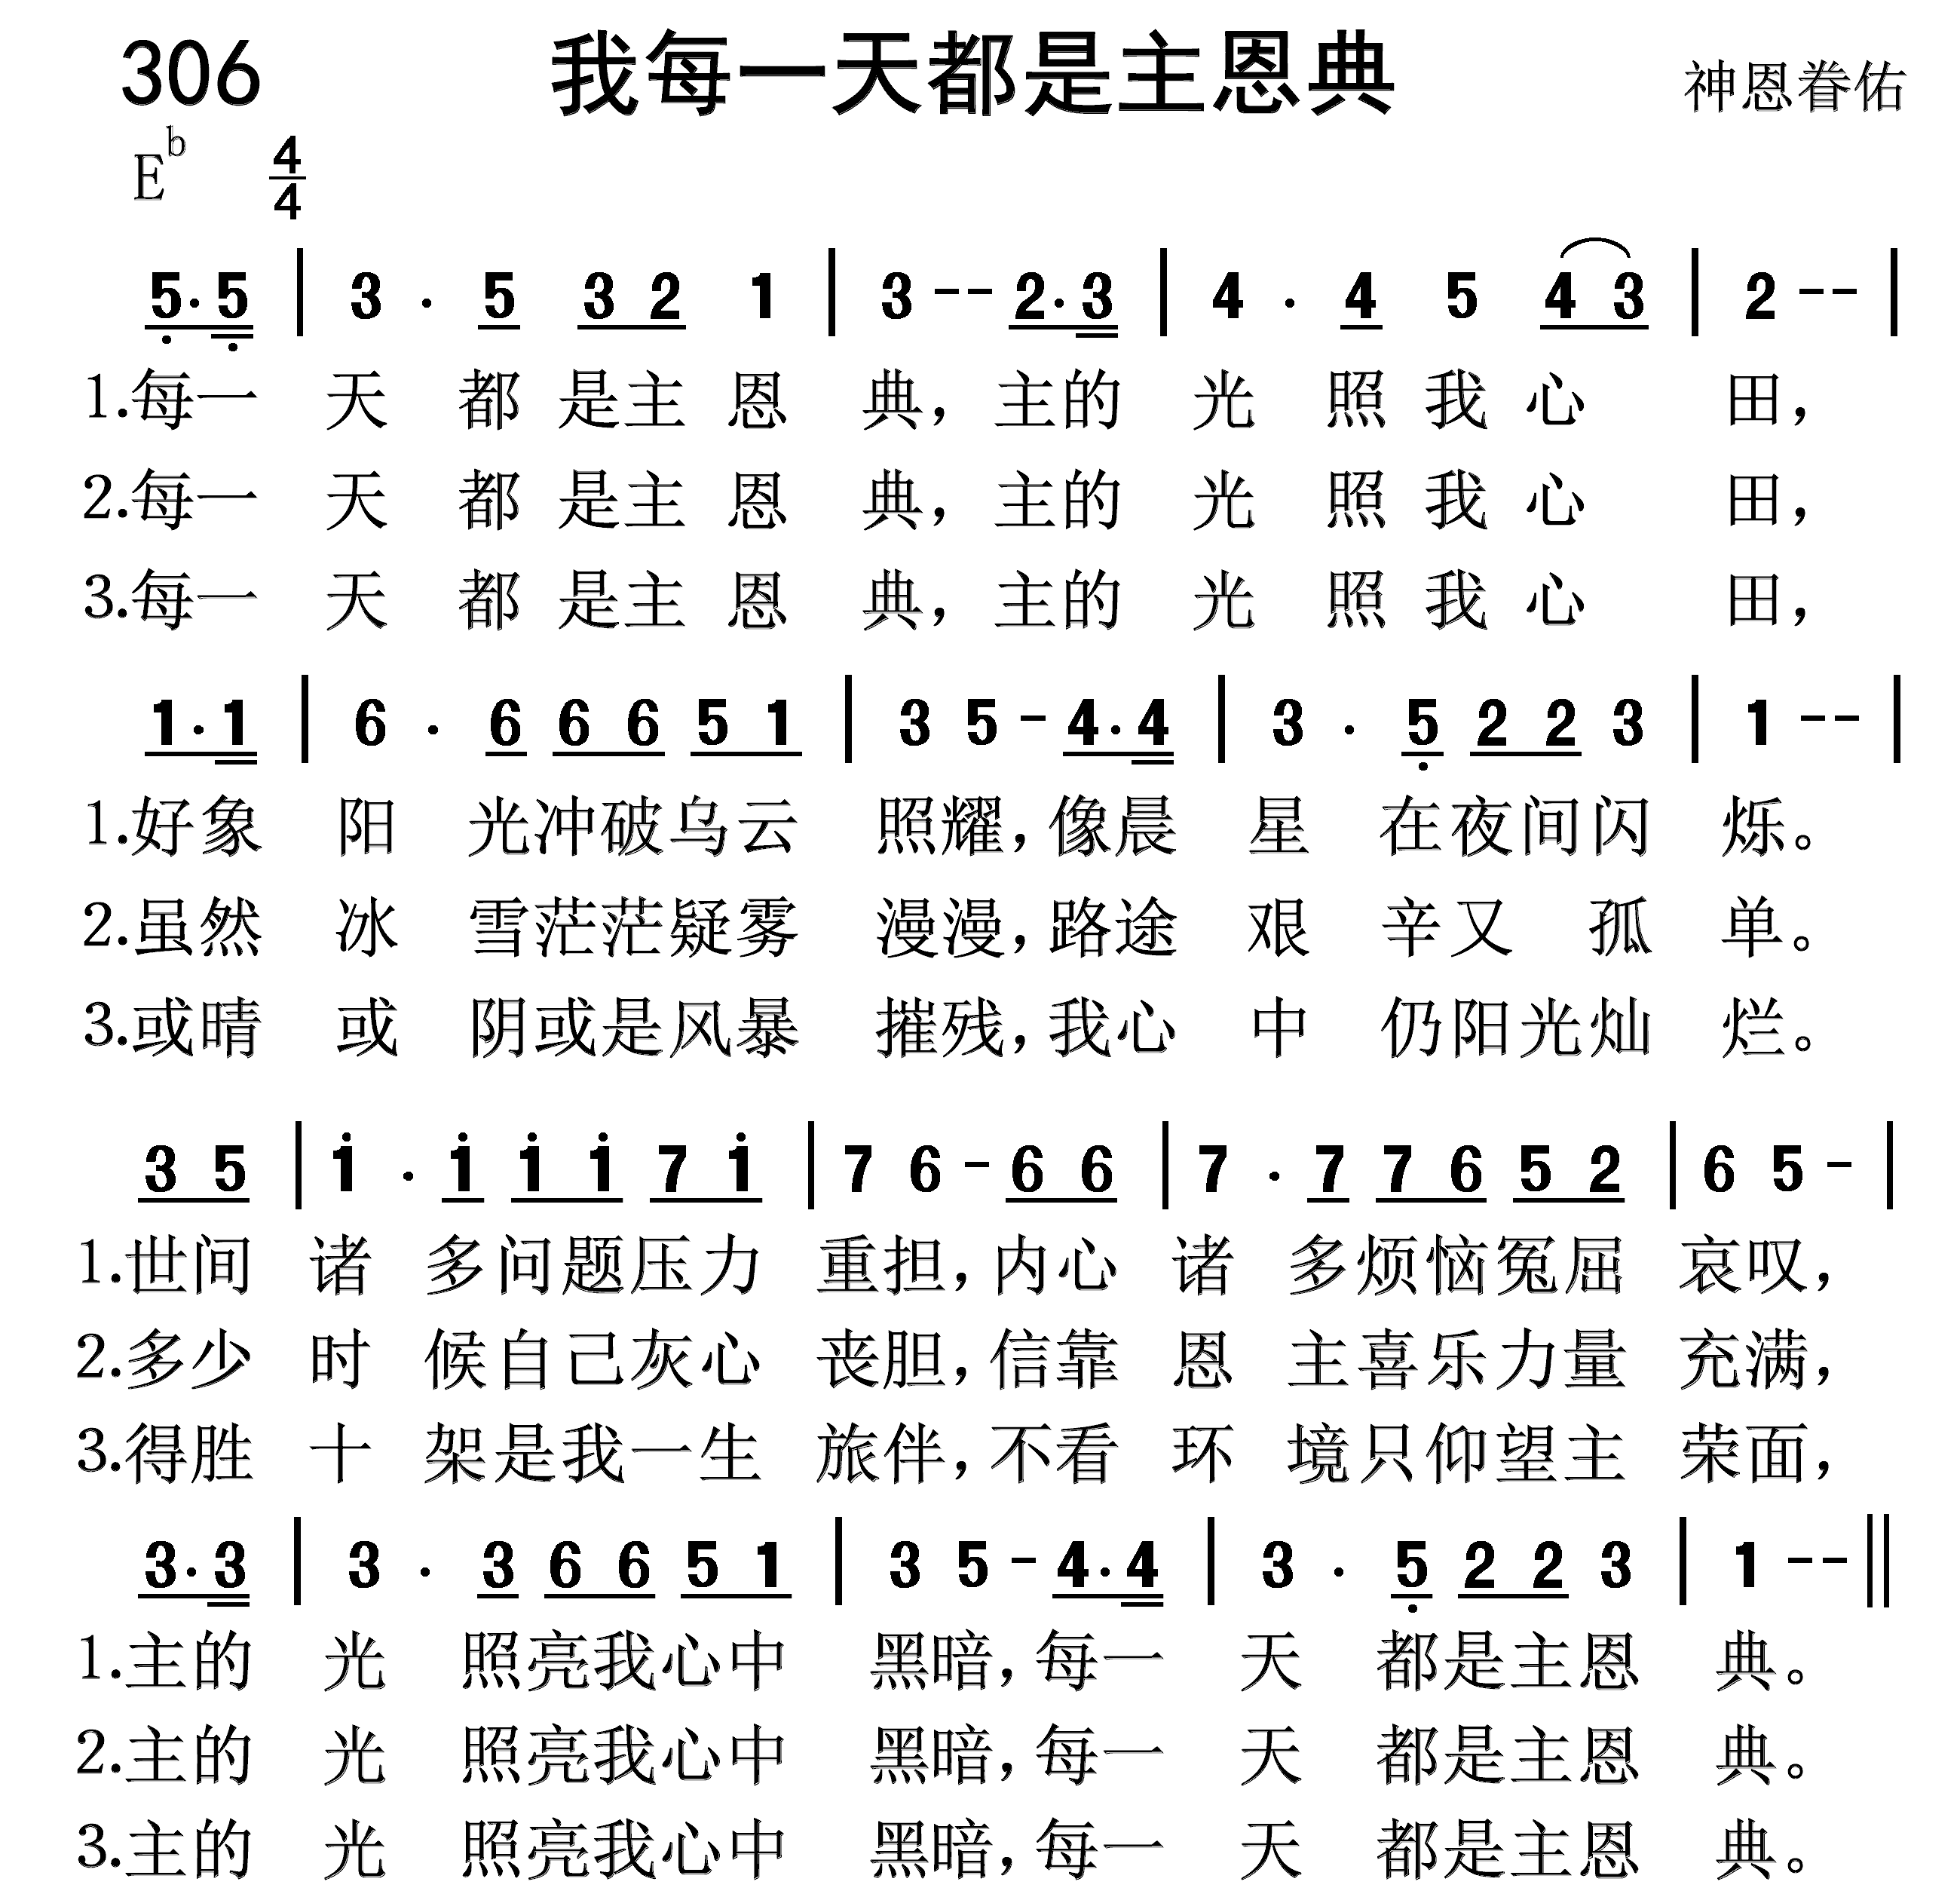 306 我每一天都是主恩典 神恩眷佑
E♭ 4/4
5·5 | 3 · 5 3 2 1 | 3 -- 2·3 | 4 · 4 5 4 3 | 2 -- |
1.每一天都是主恩典，主的光照我心田，
2.每一天都是主恩典，主的光照我心田，
3.每一天都是主恩典，主的光照我心田，
1·1 | 6 · 6 6 6 5 1 | 3 5 - 4·4 | 3 · 5 2 2 3 | 1 -- |
1.好象阳光冲破乌云照耀，像晨星在夜间闪烁。
2.虽然冰雪茫茫疑雾漫漫，路途艰辛又孤单。
3.或晴或阴或是风暴摧残，我心中仍阳光灿烂。
3 5 | 1 · 1 1 1 7 1 | 7 6 - 6 6 | 7 · 7 7 6 5 2 | 6 5 - |
1.世间诸多问题压力重担，内心诸多烦恼冤屈哀叹，
2.多少时候自己灰心丧胆，信靠恩主喜乐力量充满，
3.得胜十架是我一生旅伴，不看环境只仰望主荣面，
3·3 | 3 · 3 6 6 5 1 | 3 5 - 4·4 | 3 · 5 2 2 3 | 1 -- ||
1.主的光照亮我心中黑暗，每一天都是主恩典。
2.主的光照亮我心中黑暗，每一天都是主恩典。
3.主的光照亮我心中黑暗，每一天都是主恩典。